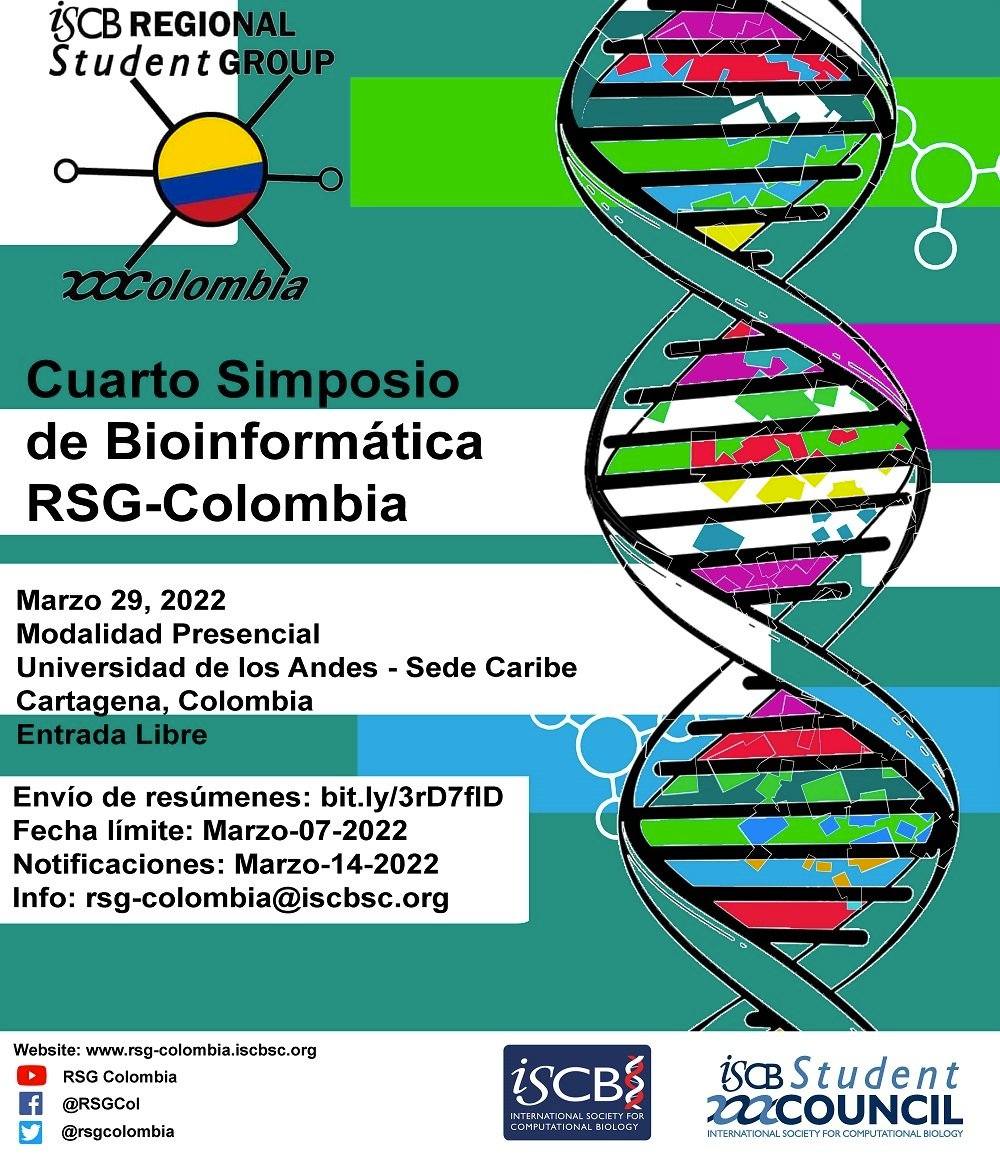 iSCB REGIONAL
Student GROUP
Colombia
Cuarto Simposio
de Bioinformática
RSG-Colombia
Marzo 29, 2022
Modalidad Presencial
Universidad de los Andes - Sede Caribe
Cartagena, Colombia
Entrada Libre
Envío de resúmenes: bit.ly/3rD7fID
Fecha límite: Marzo-07-2022
Notificaciones: Marzo-14-2022
Info: rsg-colombia@iscbsc.org
Website: www.rsg-colombia.iscbsc.org
RSG Colombia
@RSGCol
@rsgcolombia
iSCB
INTERNATIONAL SOCIETY FOR
COMPUTATIONAL BIOLOGY
iSCB Student
COUNCIL
INTERNATIONAL SOCIETY FOR COMPUTATIONAL BIOLOGY